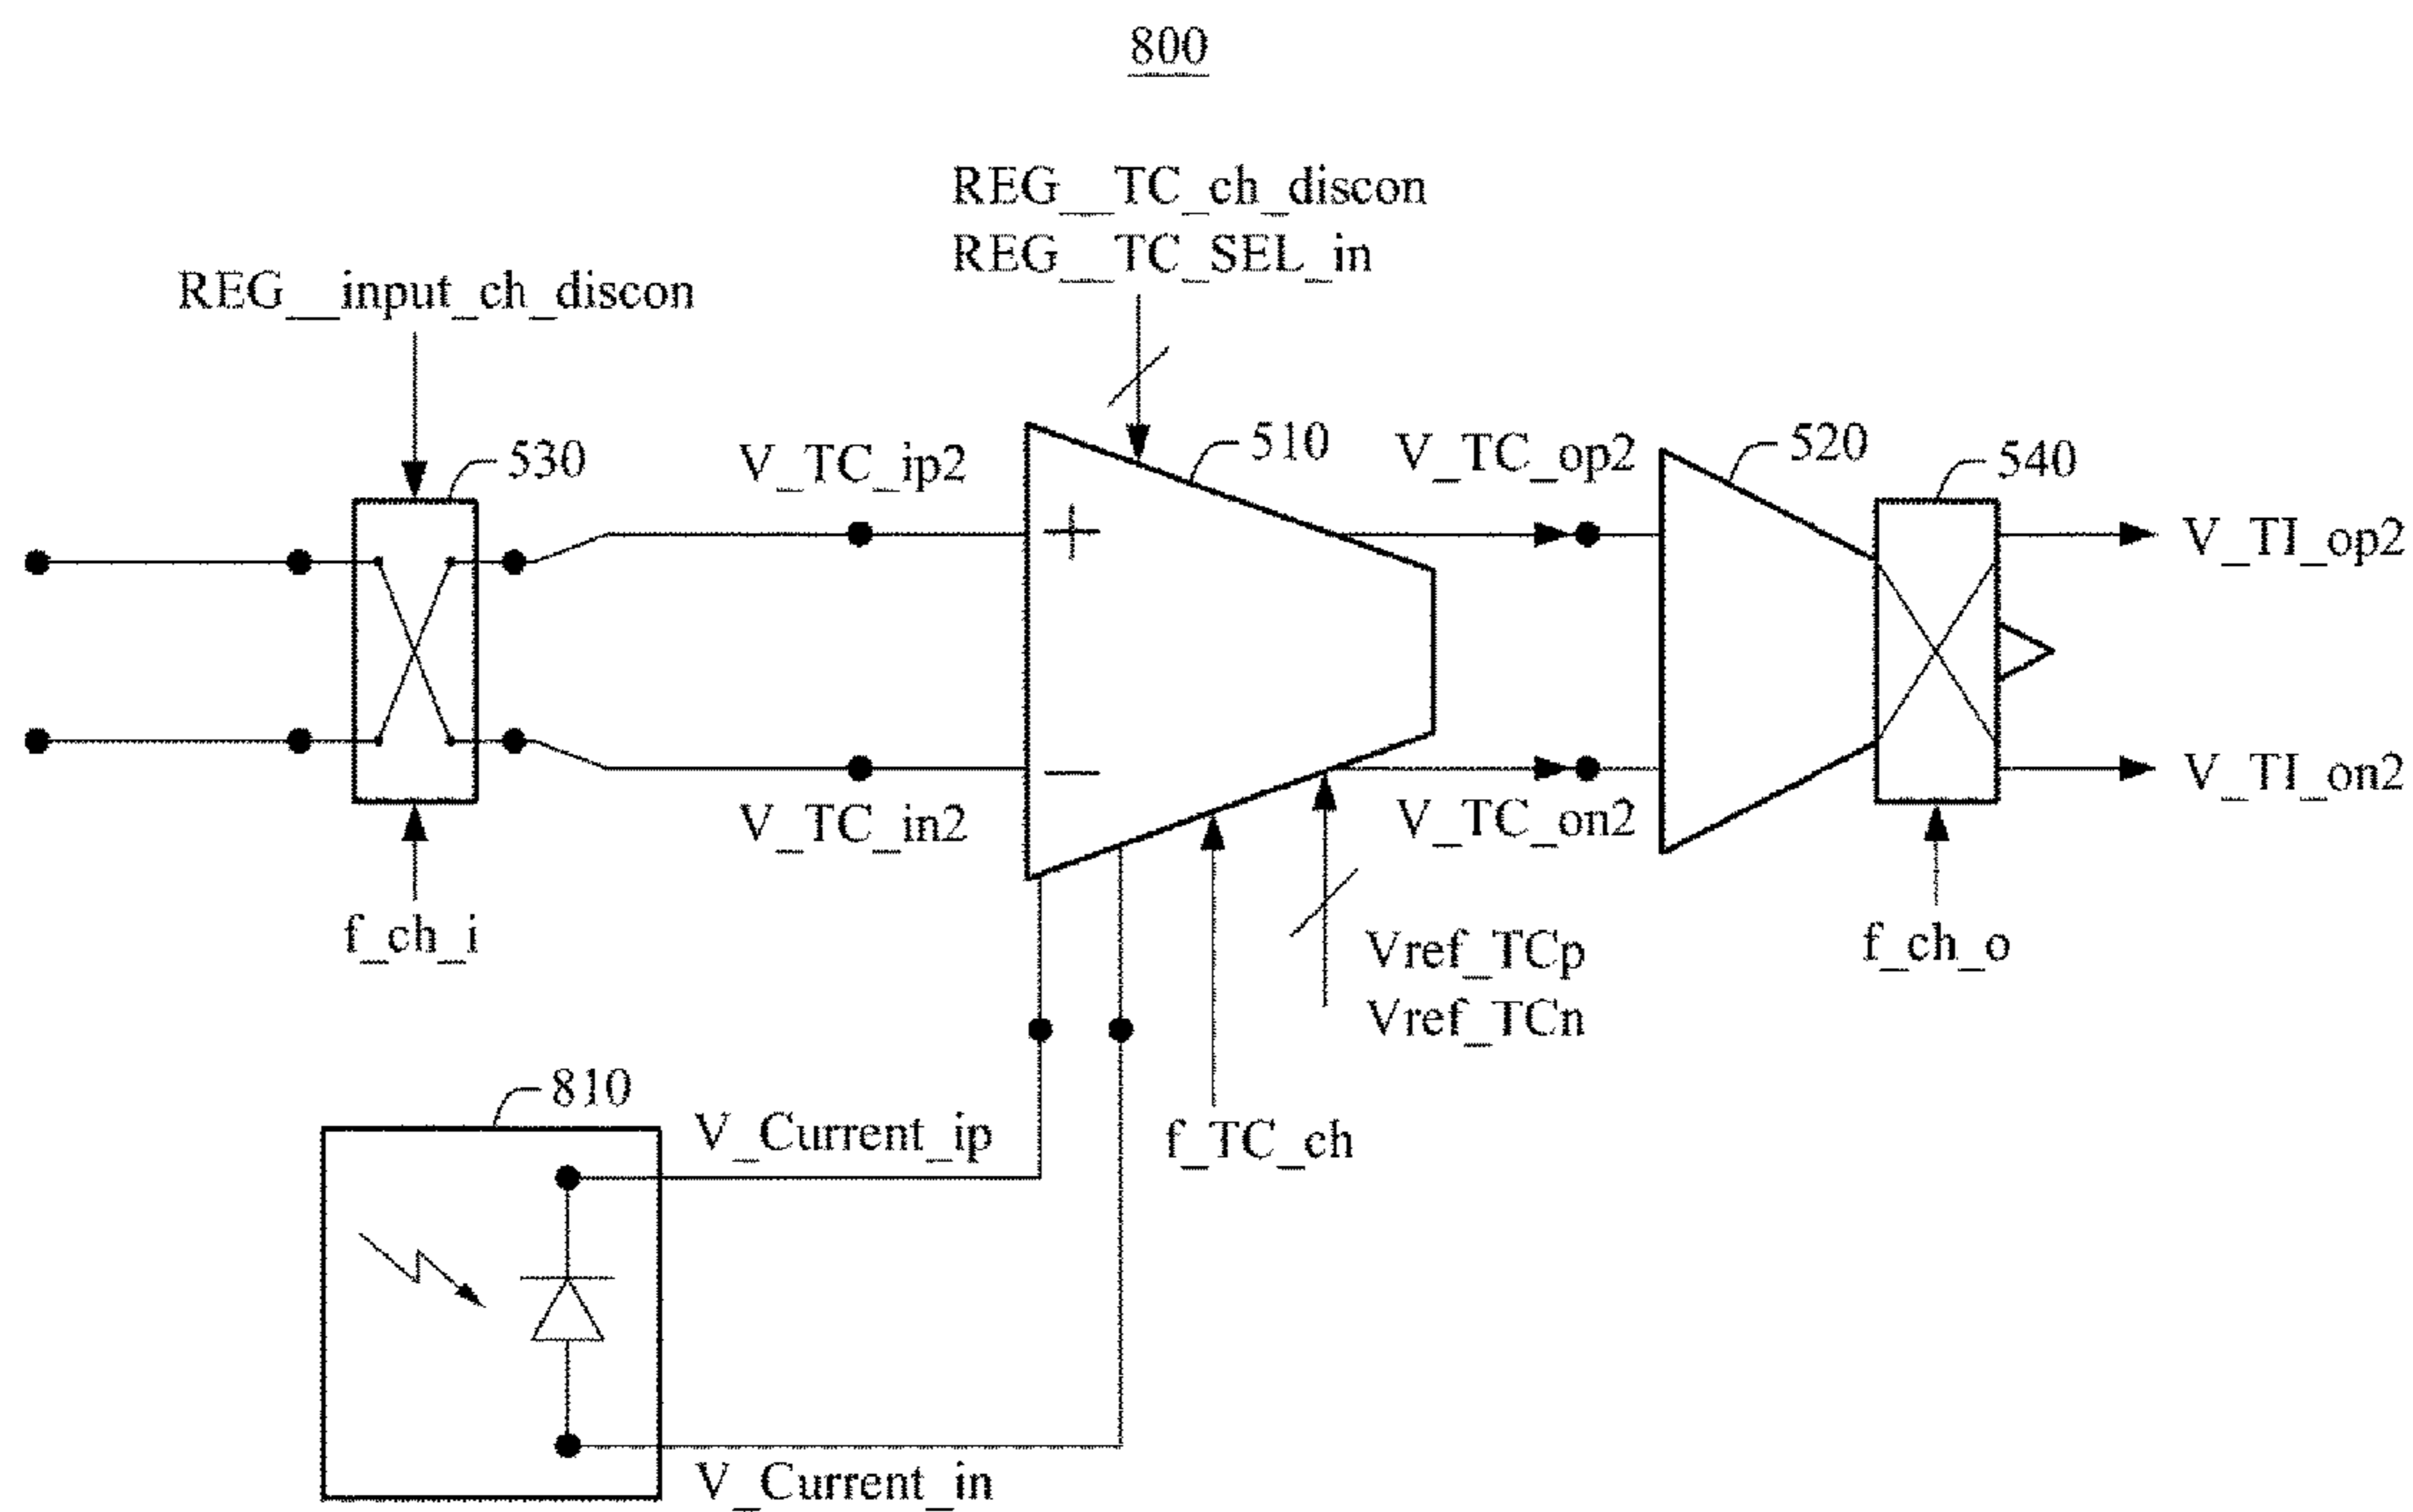 800
REG__TC_ch_discon
REG__TC_SEL_in
REG__input_ch_discon
530
V_TC_ip2
510
V_TC_op2
520
540
+
V_TI_op2
−
V_TC_in2
V_TC_on2
V_TI_on2
f_ch_i
Vref_TCp
Vref_TCn
f_ch_o
810
V_Current_ip
f_TC_ch
V_Current_in